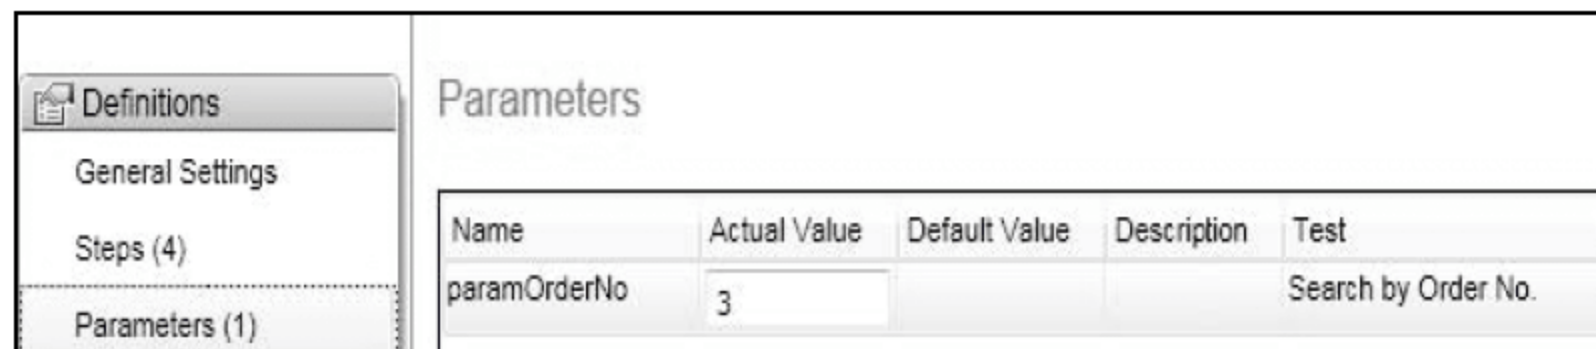 Definitions
General Settings
Steps (4)
Parameters (1)
Parameters
Name Actual Value Default Value Description Test
paramOrderNo 3 Search by Order No.